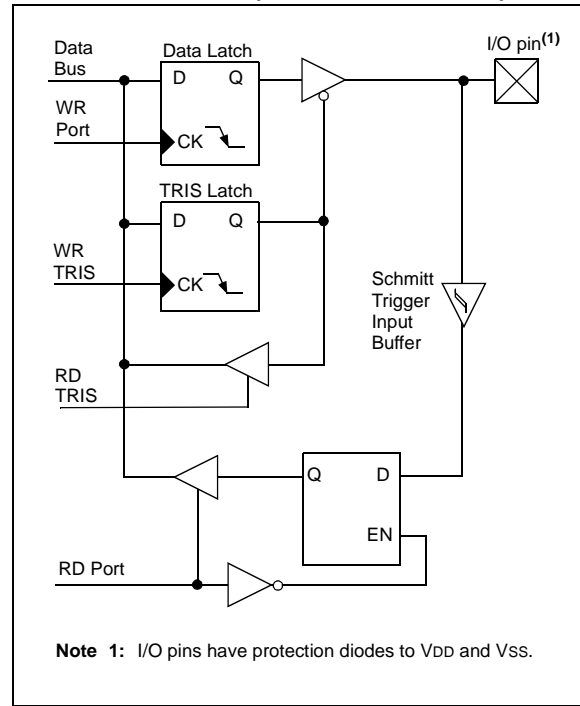 Data
Bus
Data Latch
I/O pin(1)
D Q
WR
Port
CK
TRIS Latch
D Q
WR
TRIS
CK
Schmitt
Trigger
Input
Buffer
RD
TRIS
Q D
EN
RD Port
Note 1: I/O pins have protection diodes to VDD and VSS.